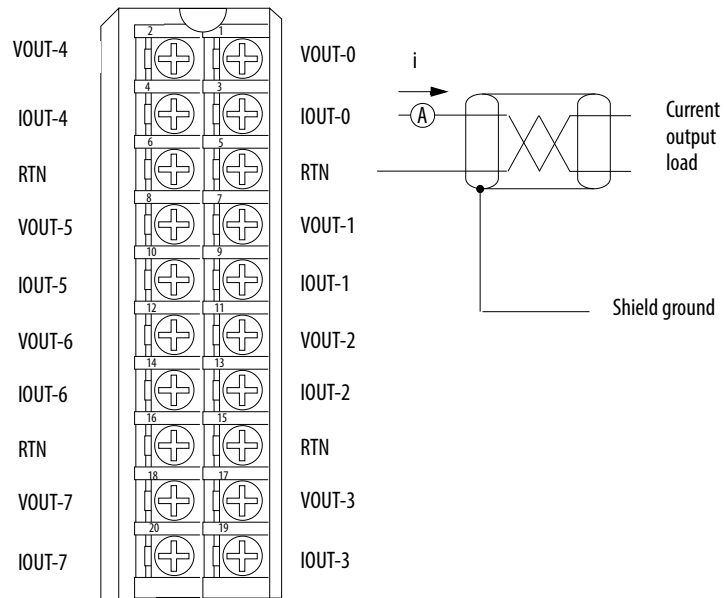 VOUT-4 2 1 VOUT-0
i
4 3
IOUT-4 IOUT-0 A Current
output
load
6 5
RTN RTN
8 7
VOUT-5 VOUT-1
10 9
IOUT-5 IOUT-1
12 11
Shield ground
VOUT-6 VOUT-2
14 13
IOUT-6 IOUT-2
16 15
RTN RTN
18 17
VOUT-7 VOUT-3
20 19
IOUT-7 IOUT-3